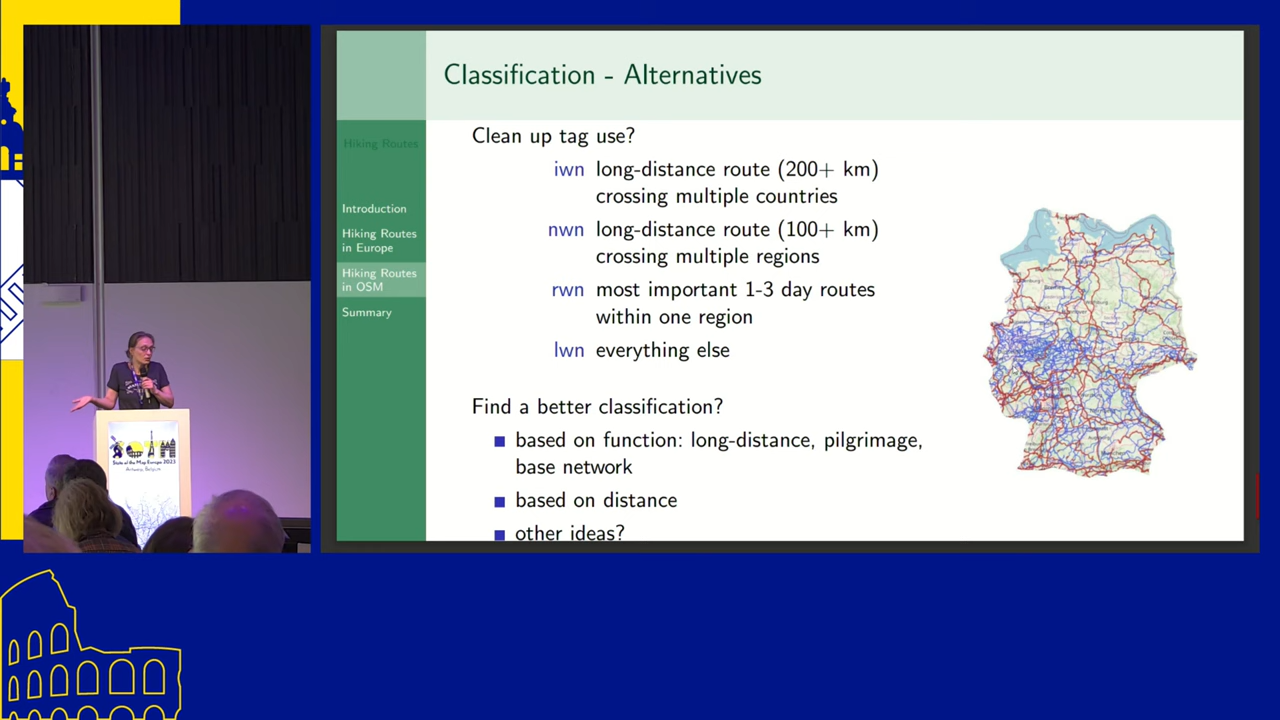 Classification - Alternatives
Hiking Routes
Introduction
Hiking Routes
in Europe
Hiking Routes
in OSM
Summary
Clean up tag use?
iwn long-distance route (200+ km)
crossing multiple countries
nwn long-distance route (100+ km)
crossing multiple regions
rwn most important 1-3 day routes
within one region
lwn everything else
Find a better classification?
based on function: long-distance, pilgrimage,
base network
based on distance
other ideas?
State of the Map Europe 2023
Antwerp, Belgium